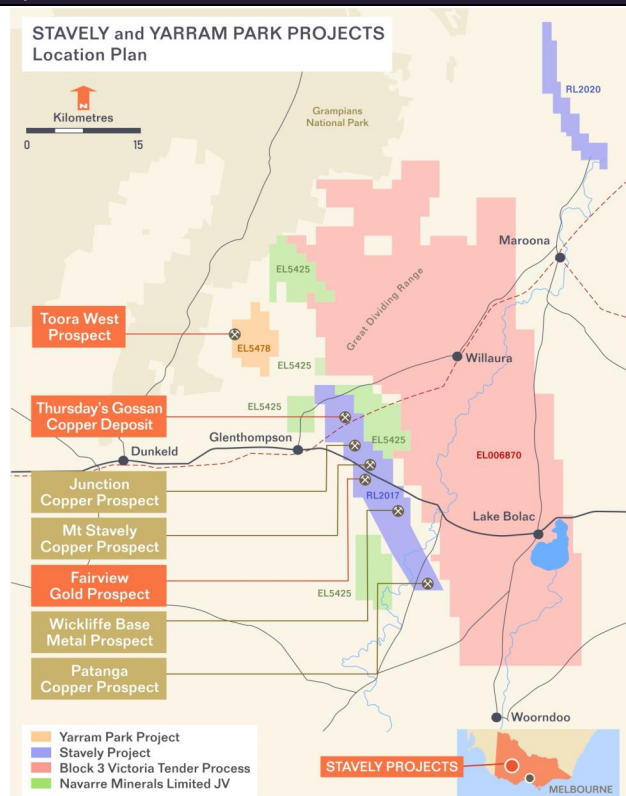 STAVELY and YARRAM PARK PROJECTS
Location Plan
N
Kilometres
0 15
Grampians
National Park
RL2020
Maroona
EL5425
Great Dividing Range
Toora West
Prospect
EL5478
Willaura
EL5425
Thursday's Gossan
Copper Deposit
EL5425
Glenthompson
EL5425
Dunkeld
EL006870
Junction
Copper Prospect
RL2017
Mt Stavely
Copper Prospect
Lake Bolac
Fairview
Gold Prospect
EL5425
Wickliffe Base
Metal Prospect
Patanga
Copper Prospect
Woorndoo
Yarram Park Project
Stavely Project
Block 3 Victoria Tender Process
Navarre Minerals Limited JV
STAVELY PROJECTS
MELBOURNE